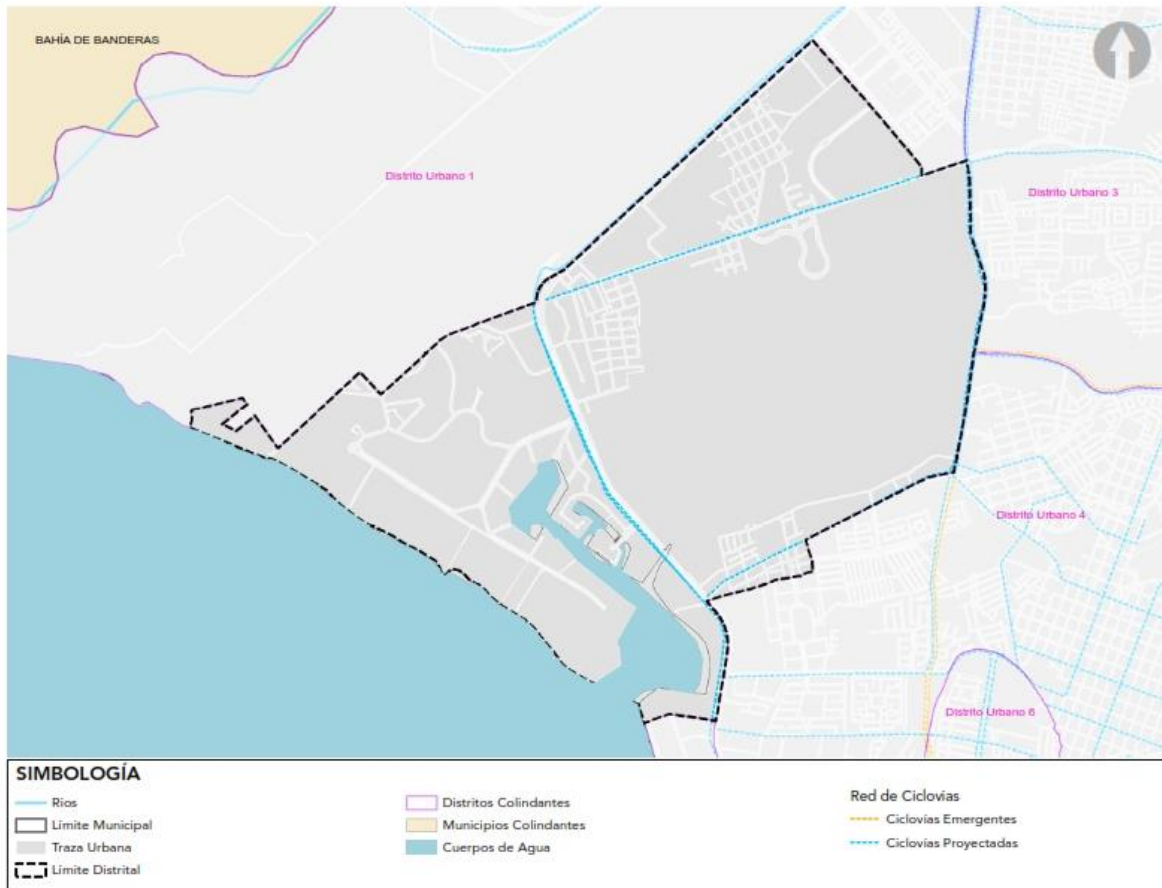 BAHÍA DE BANDERAS
Distrito Urbano 1
Distrito Urbano 3
Distrito Urbano 4
Distrito Urbano 6
SIMBOLOGÍA
Ríos
Límite Municipal
Traza Urbana
Límite Distrital
Distritos Colindantes
Municipios Colindantes
Cuerpos de Agua
Red de Ciclovías
Ciclovías Emergentes
Ciclovías Proyectadas